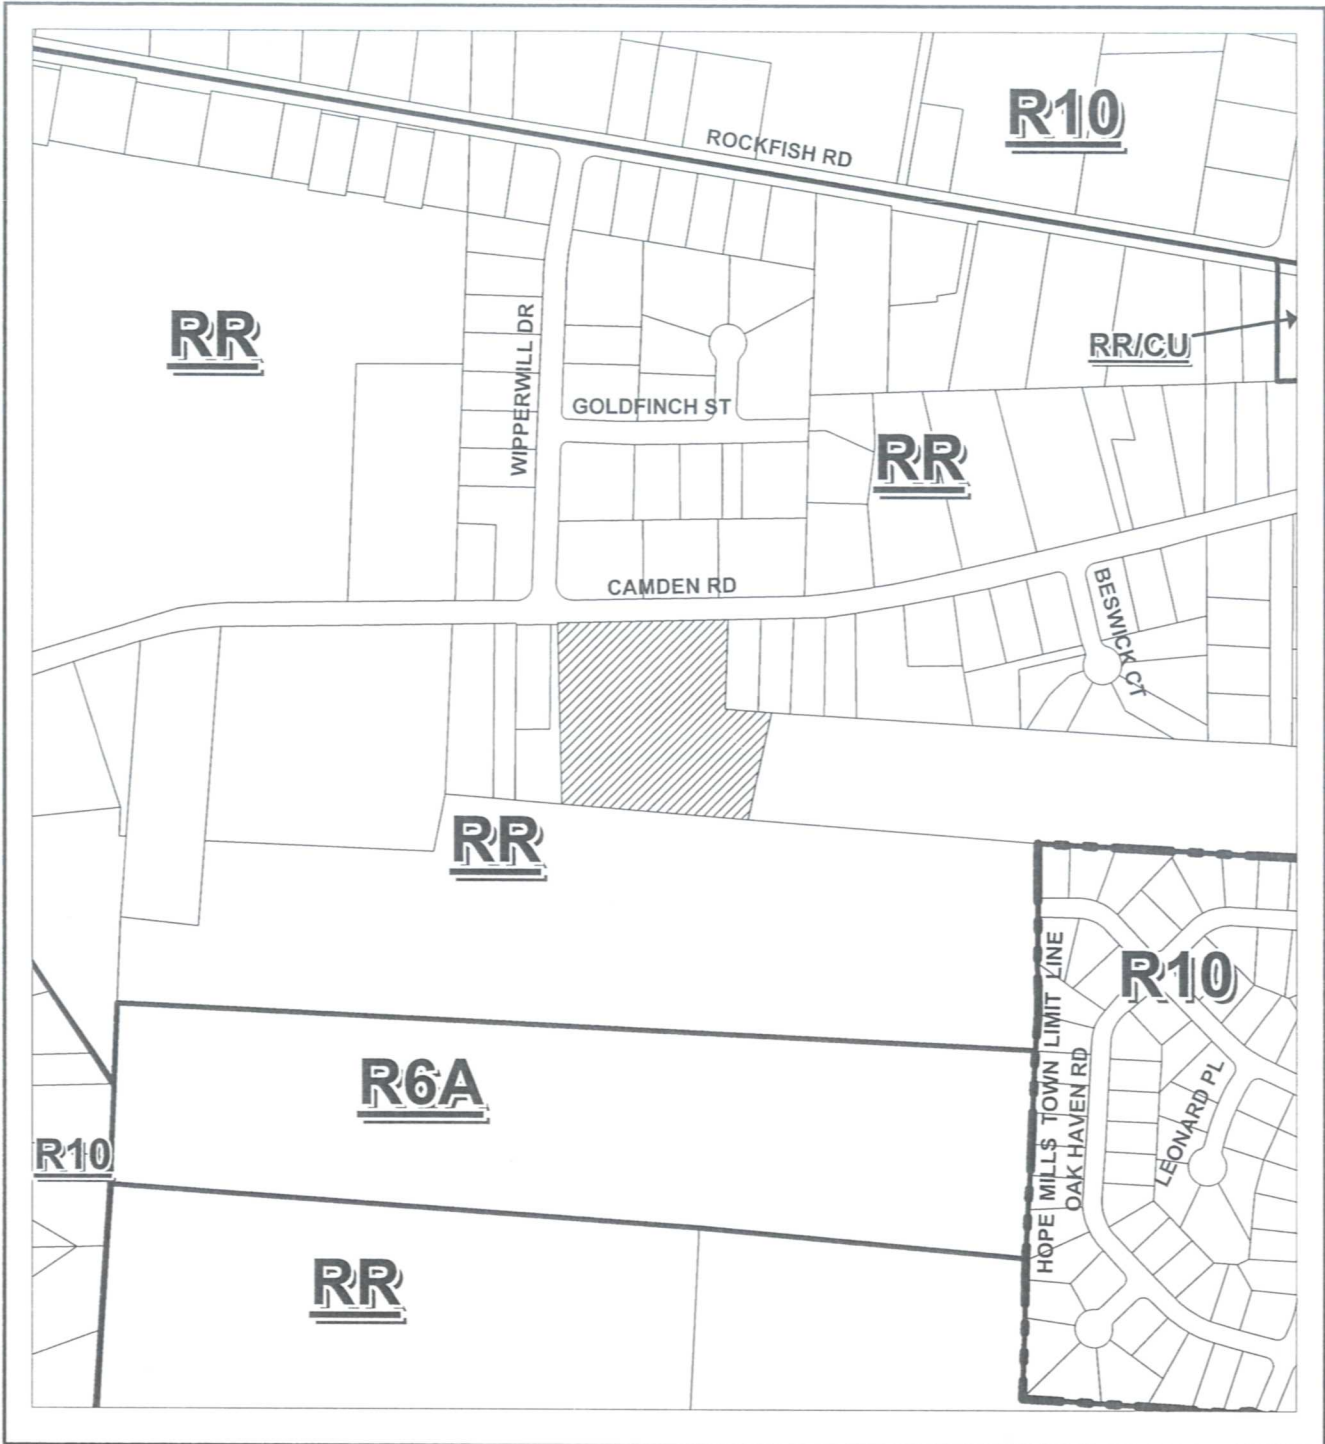 R10
ROCKFISH RD
RR
RR/CU
WIPPERWILL DR
GOLDFINCH ST
RR
CAMDEN RD
BESWICK CT
RR
R10
HOPE MILLS TOWN LIMIT LINE
OAK HAVEN RD
LEONARD PL
R6A
R10
RR